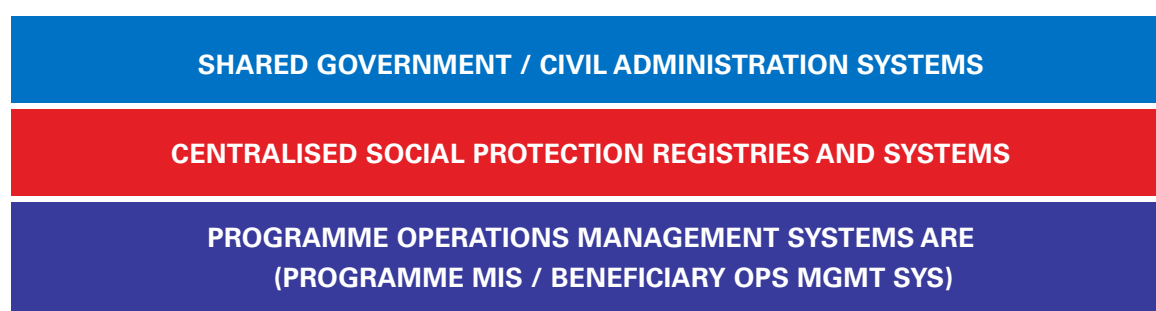 SHARED GOVERNMENT / CIVIL ADMINISTRATION SYSTEMS
CENTRALISED SOCIAL PROTECTION REGISTRIES AND SYSTEMS
PROGRAMME OPERATIONS MANAGEMENT SYSTEMS ARE
(PROGRAMME MIS / BENEFICIARY OPS MGMT SYS)